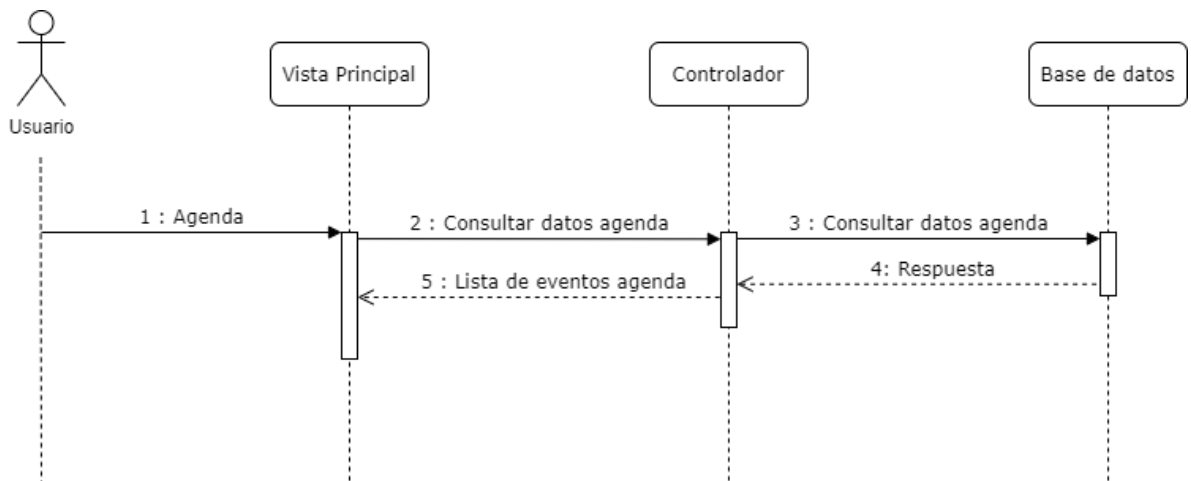 Usuario
Vista Principal
Controlador
Base de datos
1 : Agenda
2 : Consultar datos agenda
3 : Consultar datos agenda
4: Respuesta
5 : Lista de eventos agenda